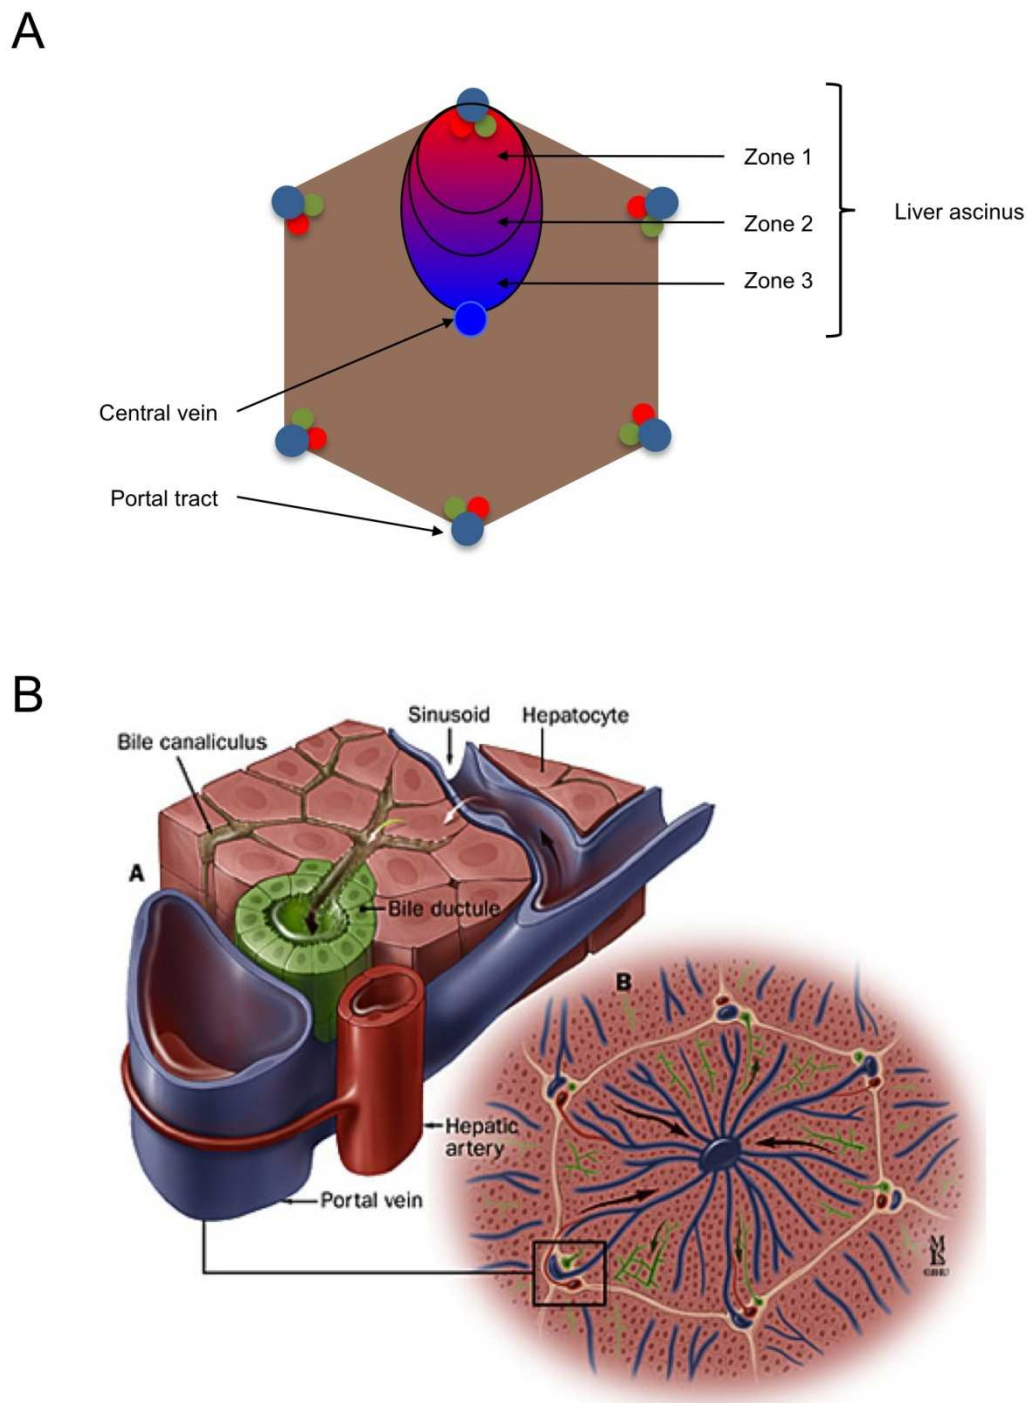 A
Zone 1
Zone 2
Zone 3
Liver ascinus
Central vein
Portal tract
B
Sinusoid
Hepatocyte
Bile canaliculus
A
Bile ductule
B
Hepatic
artery
Portal vein